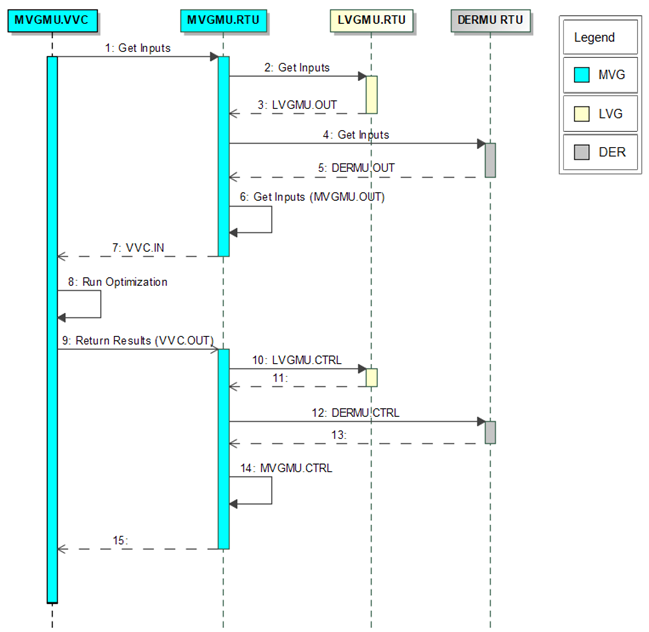 MVGMU.VVC
MVGMU.RTU
LVGMU.RTU
DERMU RTU
Legend
MVG
LVG
DER
1: Get Inputs
2: Get Inputs
3: LVGMU.OUT
4: Get Inputs
5: DERMU.OUT
6: Get Inputs (MVGMU.OUT)
7: VVC.IN
8: Run Optimization
9: Return Results (VVC.OUT)
10: LVGMU.CTRL
11:
12: DERMU.CTRL
13:
14: MVGMU.CTRL
15: